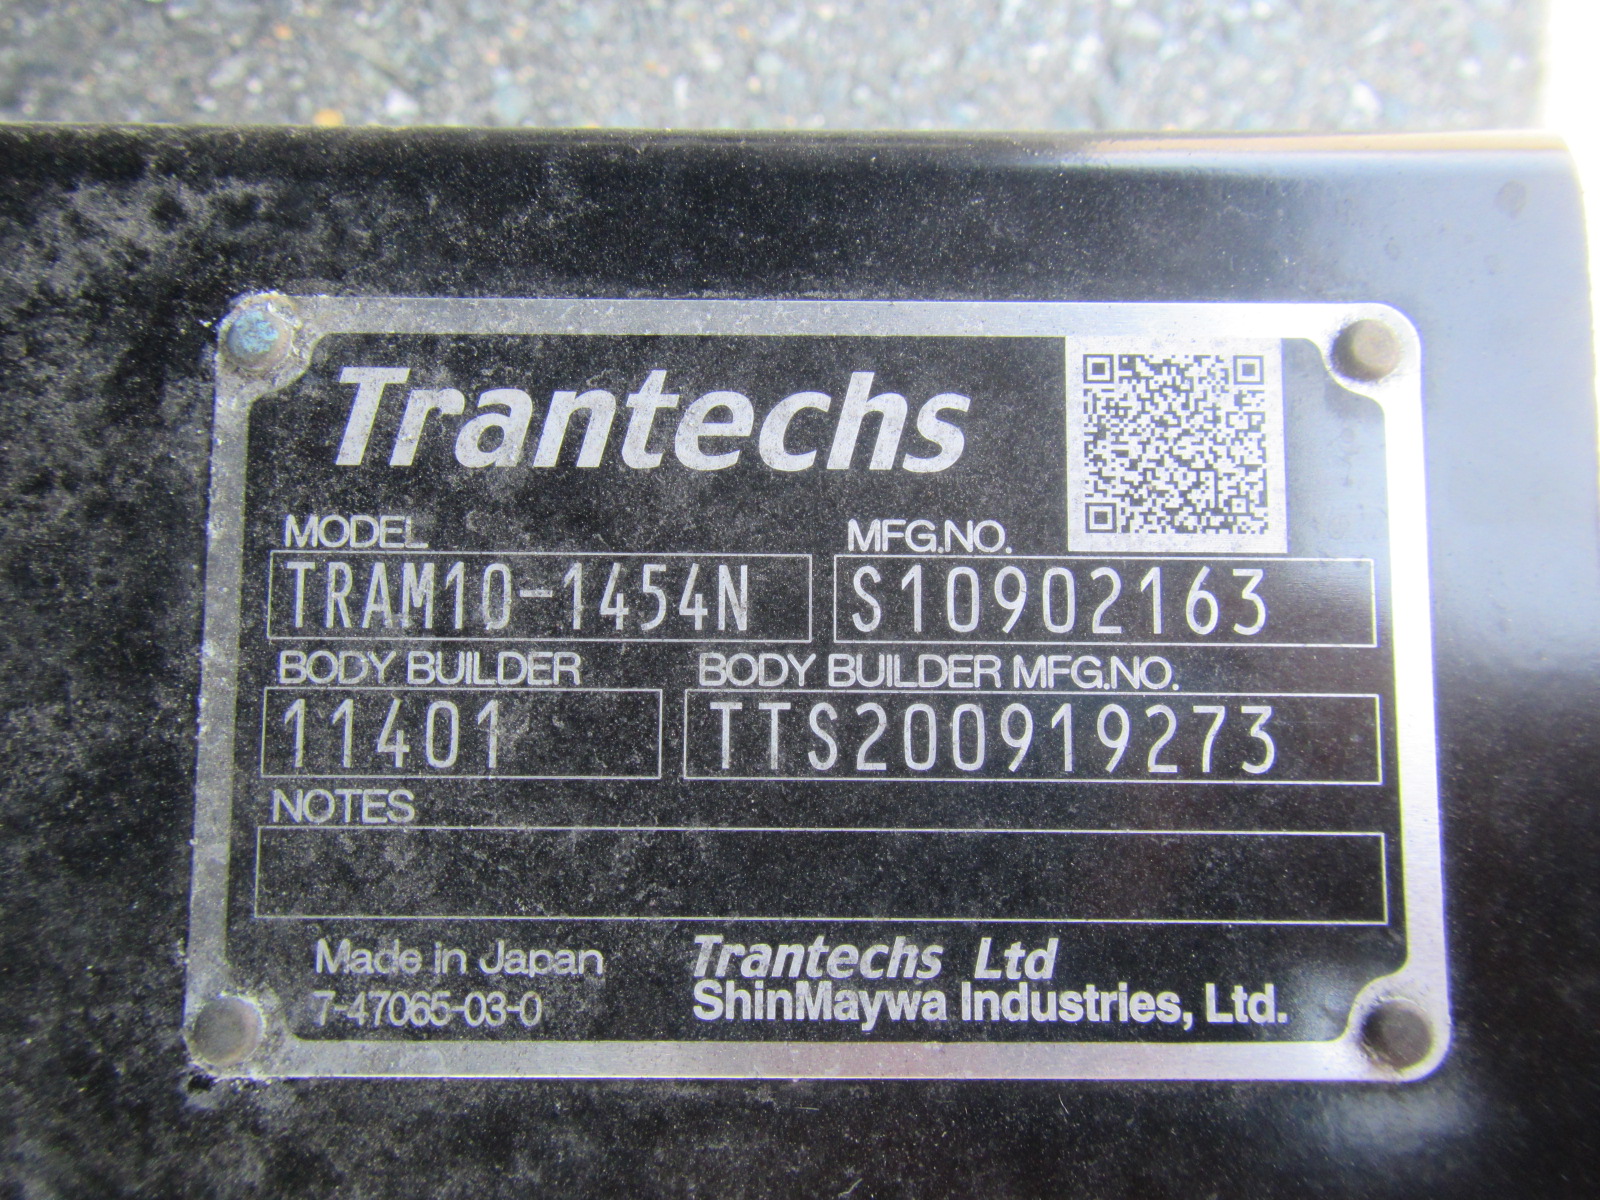 Trantechs
MODEL MFG.NO.
TRAM10-1454N S10902163
BODY BUILDER BODY BUILDER MFG.NO.
11401 TTS200919273
NOTES
Made in Japan Trantechs Ltd
7-47065-03-0 ShinMaywa Industries, Ltd.